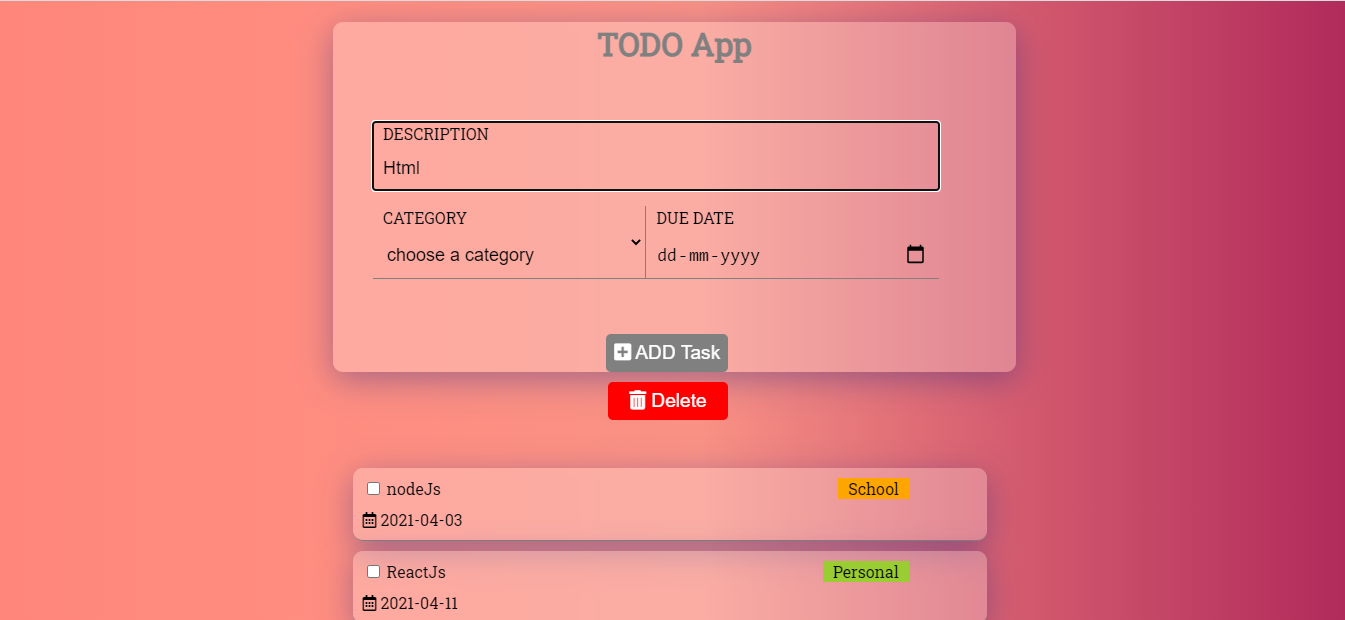 TODO App
DESCRIPTION
Html
CATEGORY DUE DATE
choose a category dd-mm-yyyy
ADD Task
Delete
nodeJs School
2021-04-03
ReactJs Personal
2021-04-11